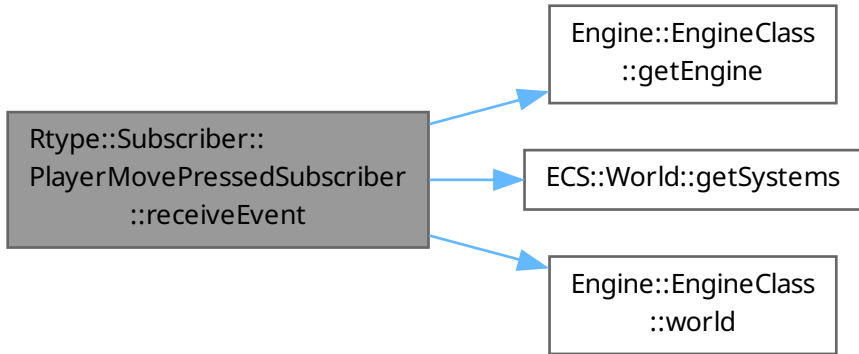 Rtype::Subscriber::
PlayerMovePressedSubscriber
::receiveEvent
Engine::EngineClass
::getEngine
ECS::World::getSystems
Engine::EngineClass
::world